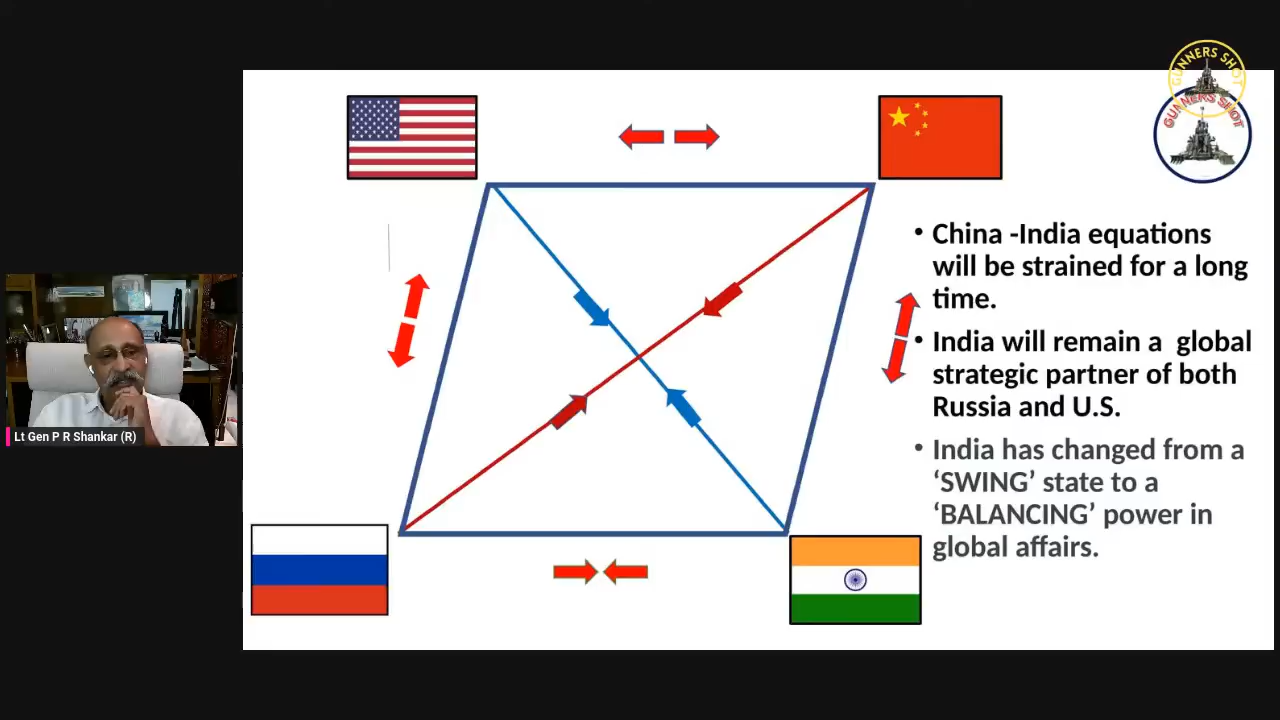 GUNNERS SHOT
GUNNERS SHOT
• China -India equations
will be strained for a long
time.
• India will remain a global
strategic partner of both
Russia and U.S.
• India has changed from a
‘SWING’ state to a
‘BALANCING’ power in
global affairs.
Lt Gen P R Shankar (R)